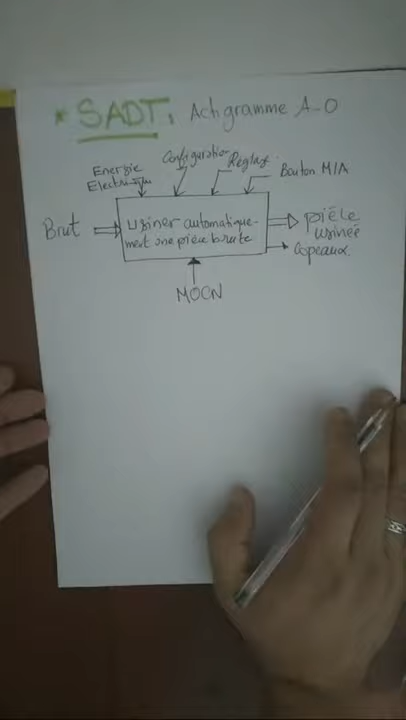 * SADT: Actigramme A-0
Energie
Electrique
Configuration
Réglage
Bouton M/A
Brut
Usiner automatique-
ment une pièce brute
pièce
usinée
Copeaux.
MOCN